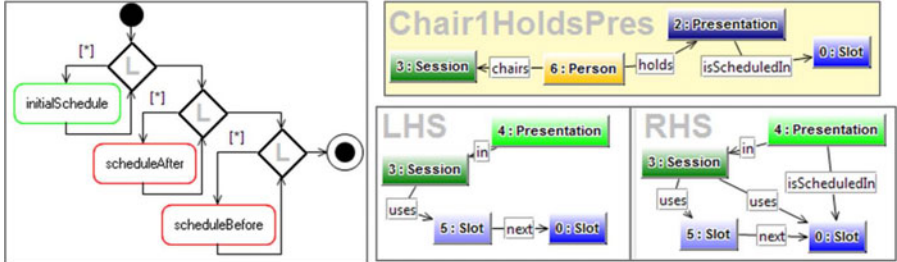 [*]
L
initialSchedule
[*]
L
scheduleAfter
[*]
L
scheduleBefore
Chair1HoldsPres
2 : Presentation
3 : Session
chairs
6 : Person
holds
isScheduledIn
0 : Slot
LHS
4 : Presentation
in
3 : Session
uses
5 : Slot
next
0 : Slot
RHS
4 : Presentation
in
3 : Session
isScheduledIn
uses
uses
5 : Slot
next
0 : Slot